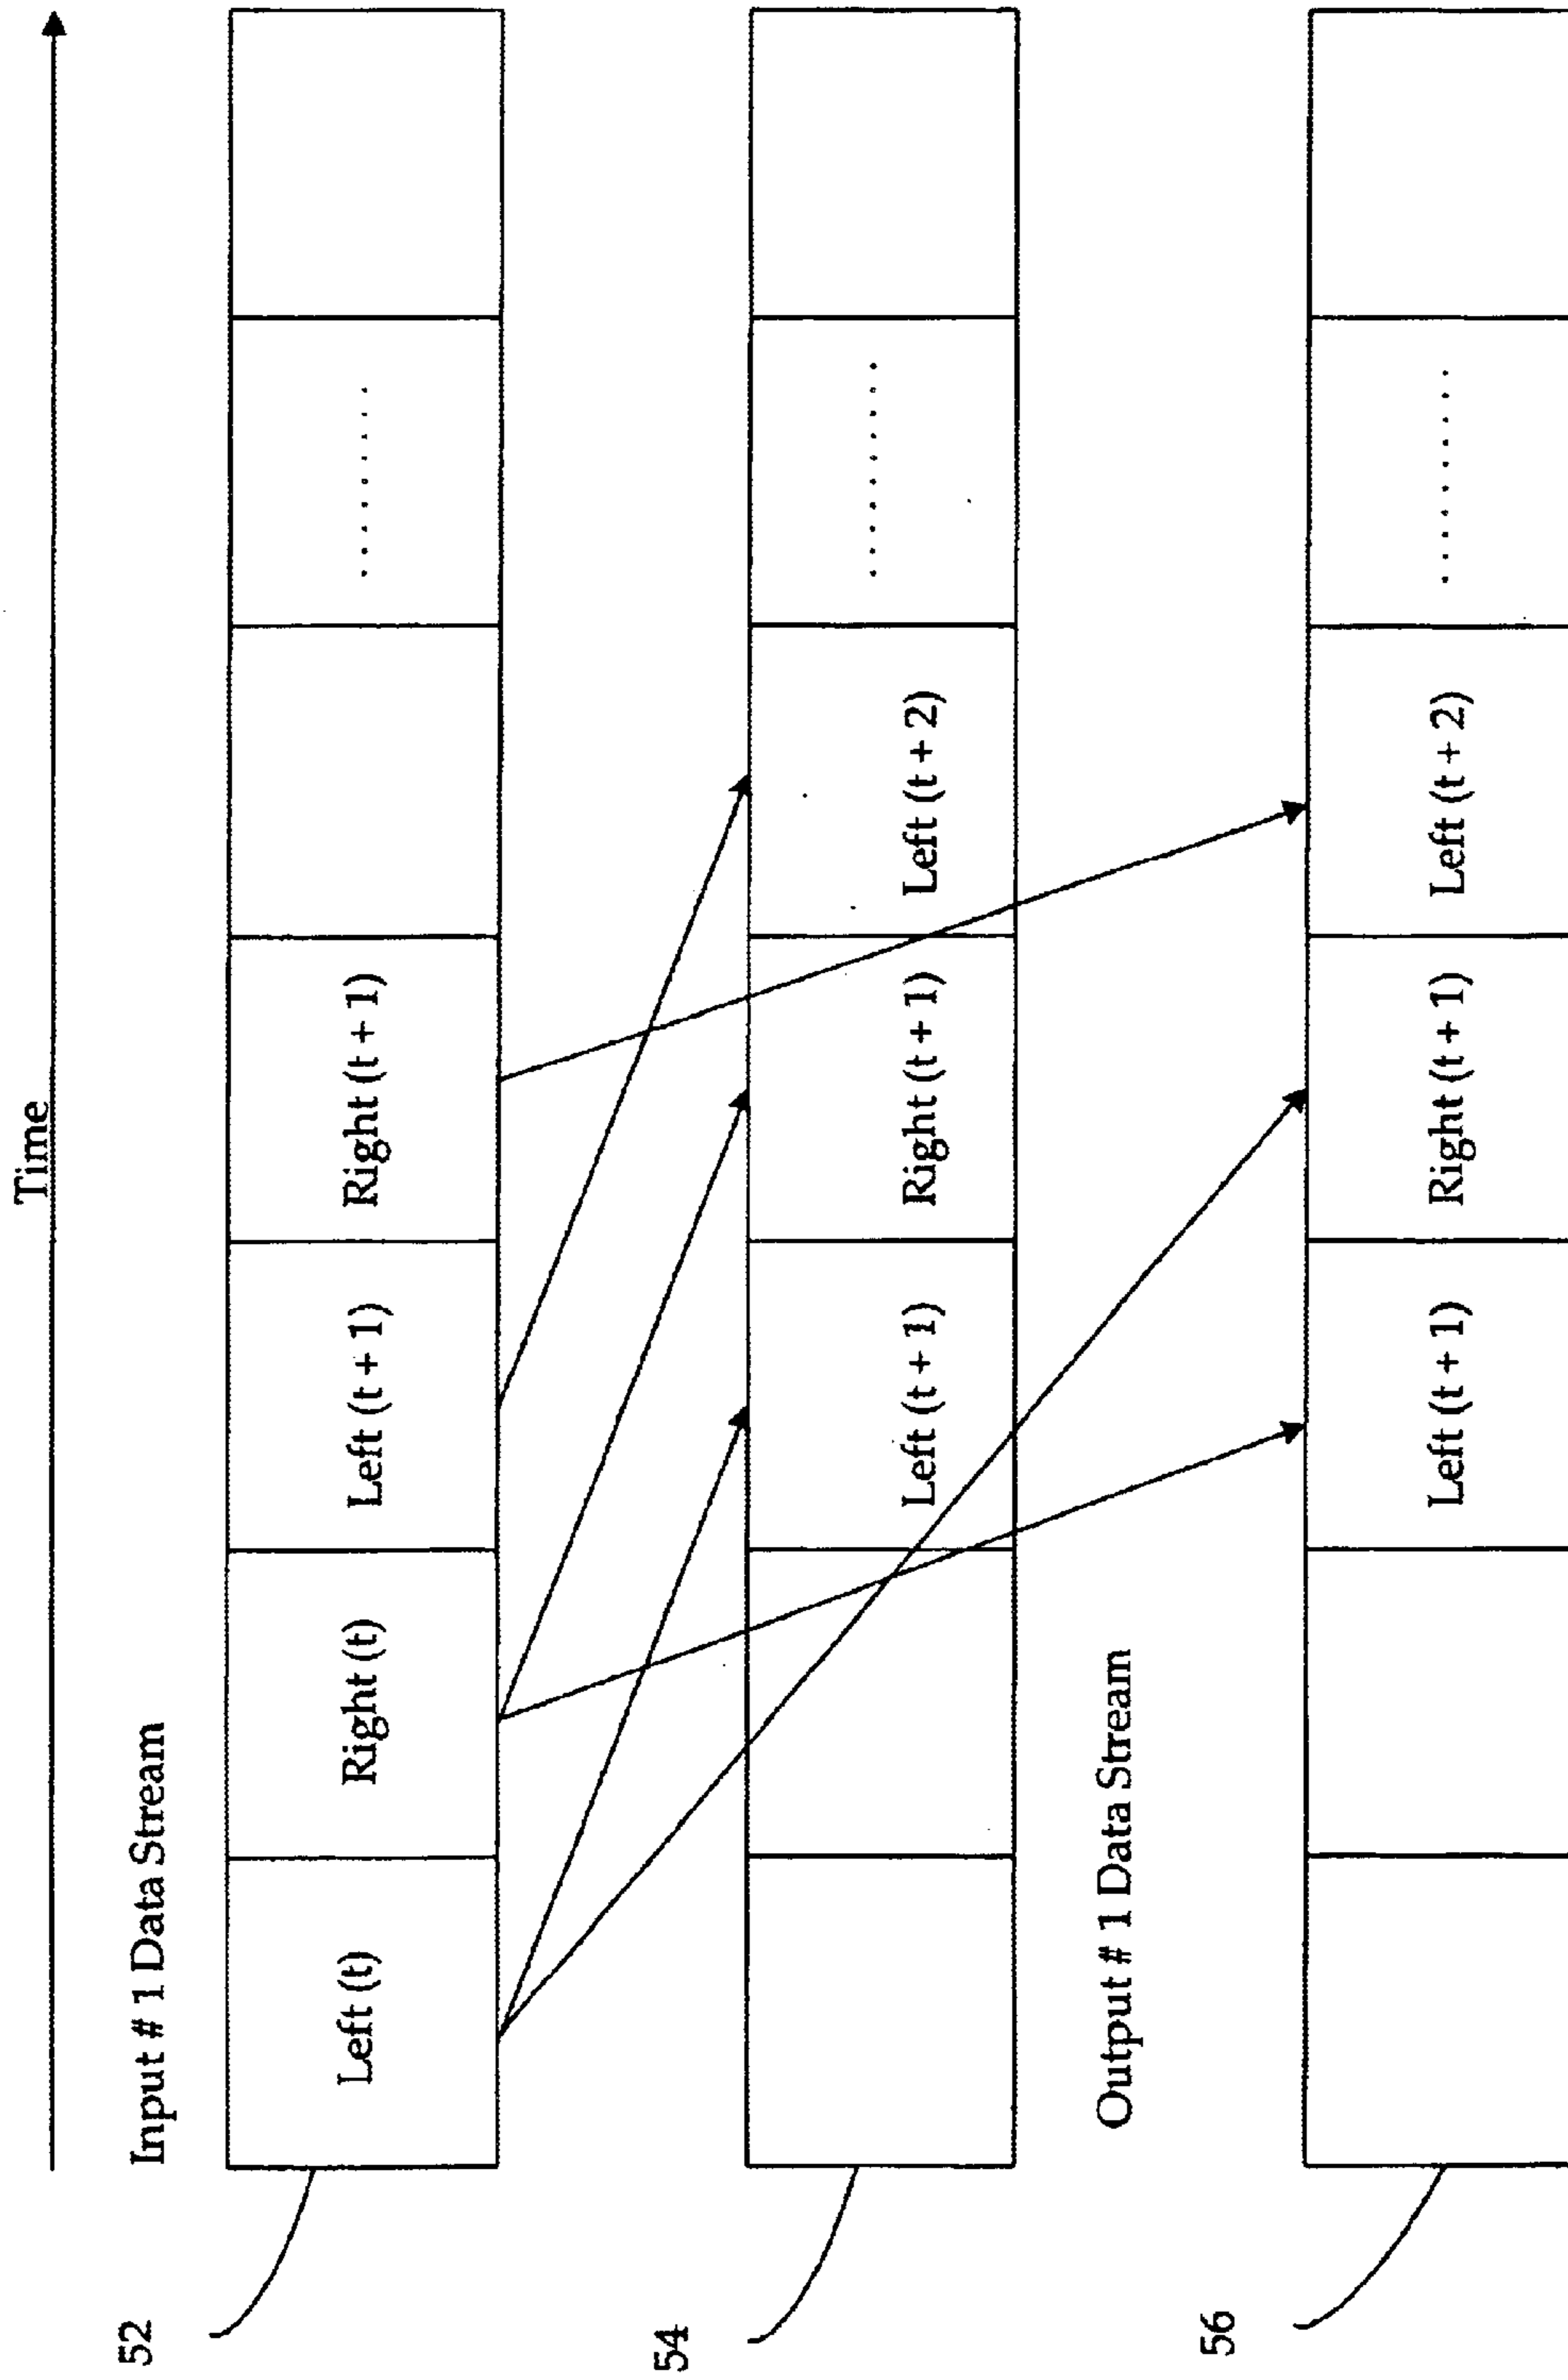 Time
Input # 1 Data Stream
52
Left (t)
Right (t)
Left (t + 1)
Right (t + 1)
.........
54
Left (t + 1)
Right (t + 1)
Left (t + 2)
.........
Output # 1 Data Stream
56
Left (t + 1)
Right (t + 1)
Left (t + 2)
.........